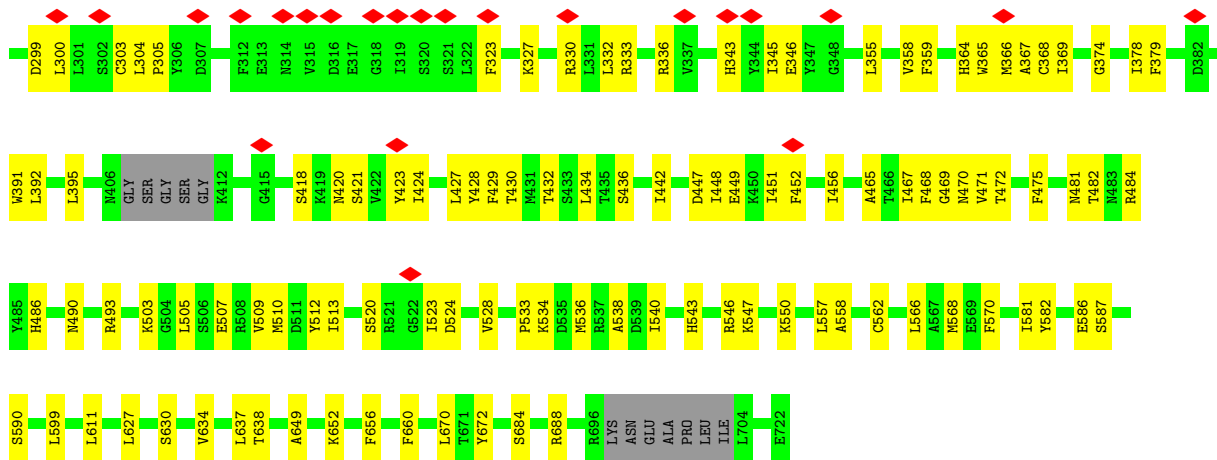 D299 L300 L301 S302 C303 L304 P305 Y306 D307 F312 E313 N314 V315 D316 E317 G318 I319 S320 S321 L322 F323 K327 R330 L331 L332 R333 R336 V337 H343 Y344 I345 E346 Y347 G348 L355 V358 F359 H364 W365 M366 A367 C368 I369 G374 I378 F379 D382
W391 L392 L395 N406 GLY SER GLY SER GLY K412 G415 S418 K419 N420 S421 V422 Y423 I424 L427 Y428 F429 T430 M431 T432 S433 L434 T435 S436 I442 D447 I448 E449 K450 I451 F452 I456 A465 T466 I467 F468 G469 N470 V471 T472 F475 N481 T482 N483 R484
Y485 H486 N490 R493 K503 G504 L505 S506 E507 R508 V509 M510 D511 Y512 I513 S520 R521 G522 I523 D524 V528 P533 K534 D535 M536 R537 A538 D539 I540 H543 R546 K547 K550 L557 A558 C562 L566 A567 M568 E569 F570 I581 Y582 E586 S587
S590 L599 L611 L627 S630 V634 L637 T638 A649 K652 F656 F660 L670 T671 Y672 S684 R688 R696 LYS ASN GLU ALA PRO LEU ILE L704 E722